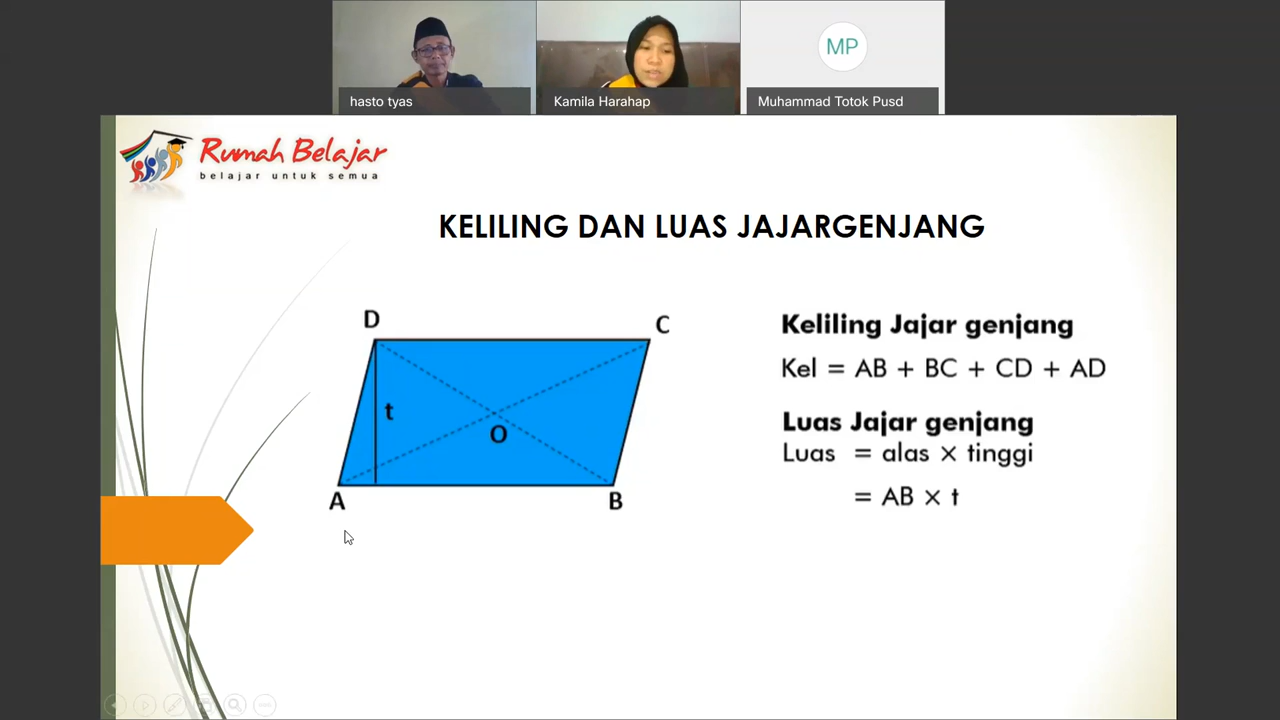 hasto tyas
Kamila Harahap
MP
Muhammad Totok Pusd
Rumah Belajar
belajar untuk semua
KELILING DAN LUAS JAJARGENJANG
D
C
t
O
A
B
Keliling Jajar genjang
Kel = AB + BC + CD + AD
Luas Jajar genjang
Luas = alas × tinggi
= AB × t